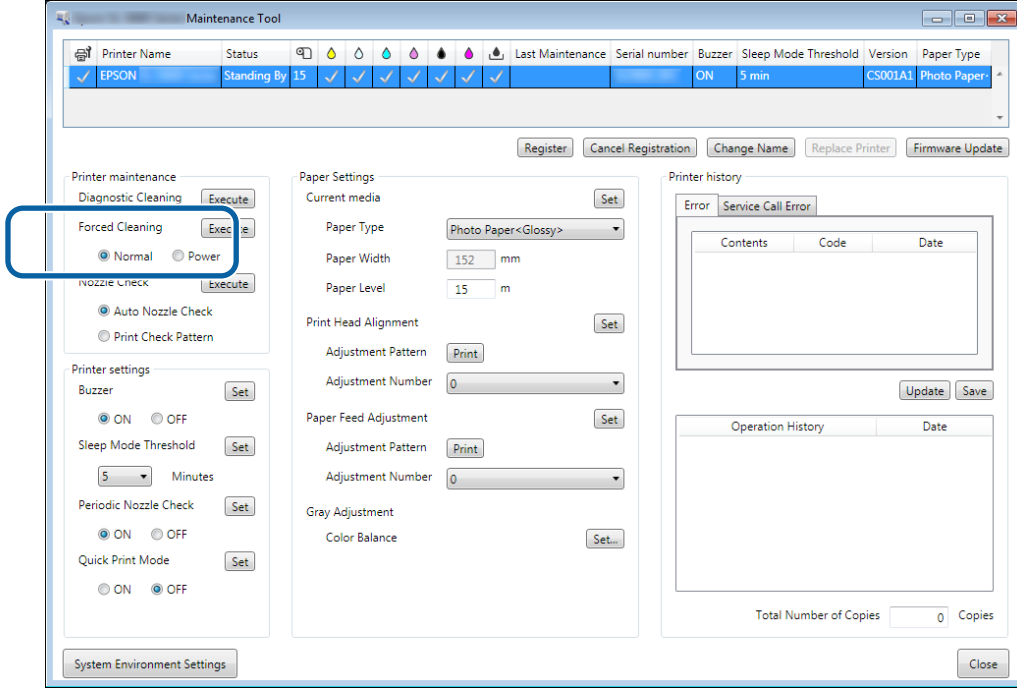 Maintenance Tool
Printer Name Status Last Maintenance Serial number Buzzer Sleep Mode Threshold Version Paper Type
EPSON Standing By 15 ON 5 min CS001A1 Photo Paper
Register Cancel Registration Change Name Replace Printer Firmware Update
Printer maintenance
Diagnostic Cleaning Execute
Forced Cleaning Execute
Normal Power
Nozzle Check Execute
Auto Nozzle Check
Print Check Pattern
Printer settings
Buzzer Set
ON OFF
Sleep Mode Threshold Set
5 Minutes
Periodic Nozzle Check Set
ON OFF
Quick Print Mode Set
ON OFF
Paper Settings
Current media Set
Paper Type Photo Paper<Glossy>
Paper Width 152 mm
Paper Level 15 m
Print Head Alignment Set
Adjustment Pattern Print
Adjustment Number 0
Paper Feed Adjustment Set
Adjustment Pattern Print
Adjustment Number 0
Gray Adjustment
Color Balance Set...
Printer history
Error Service Call Error
Contents Code Date
Update Save
Operation History Date
Total Number of Copies 0 Copies
System Environment Settings Close